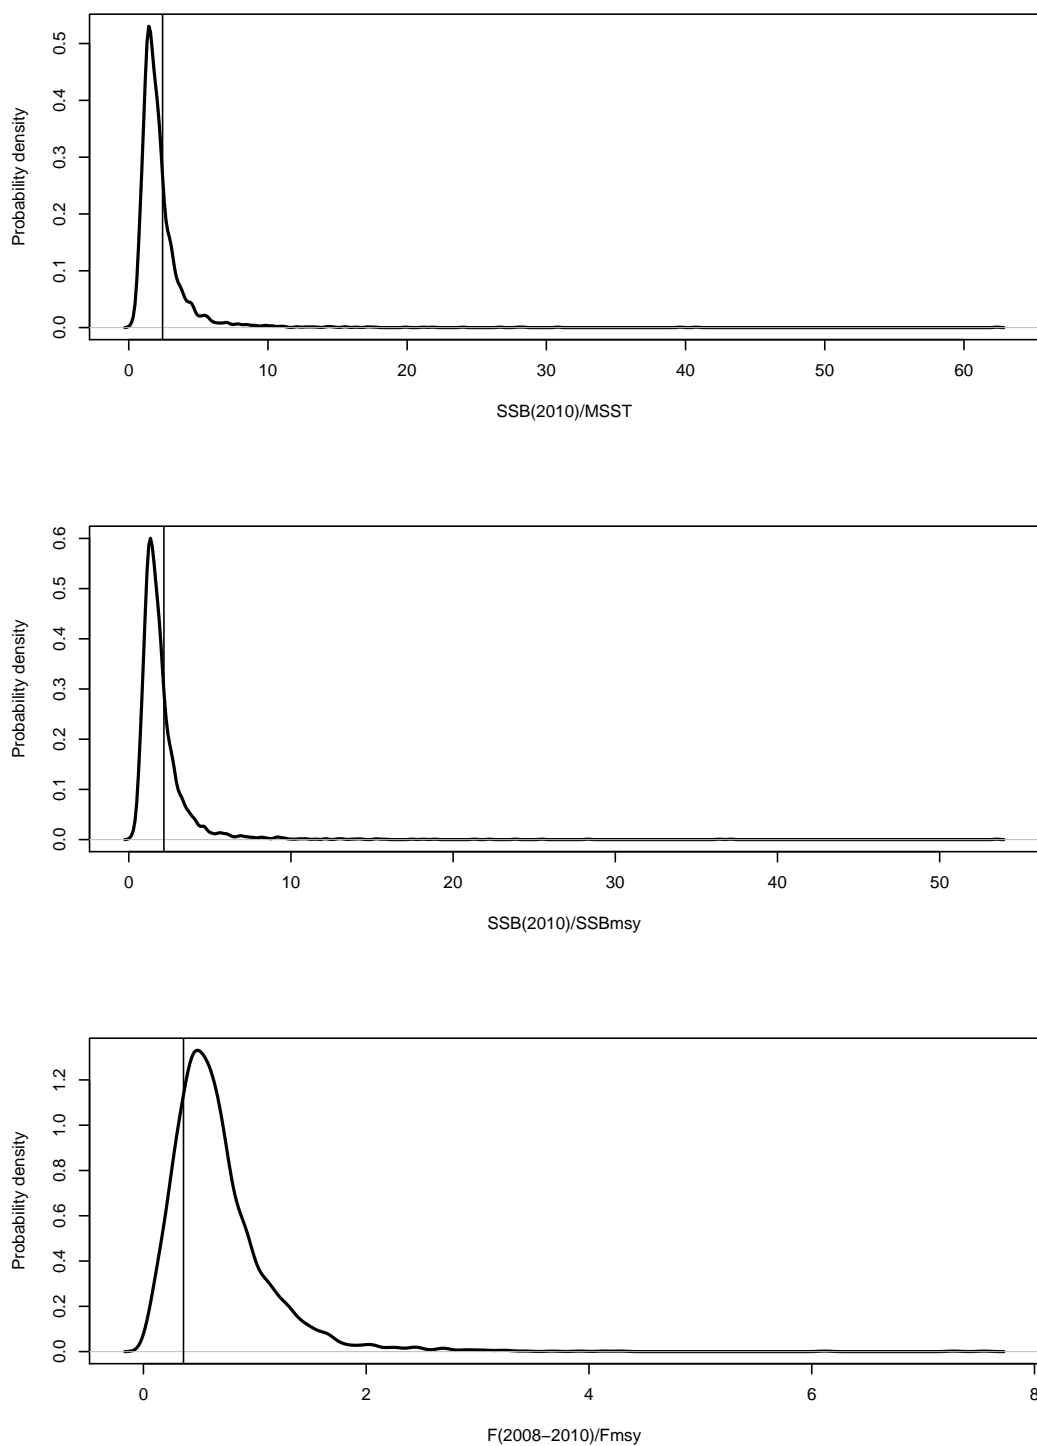 Probability density
0.0 0.1 0.2 0.3 0.4 0.5
0 10 20 30 40 50 60
SSB(2010)/MSST
Probability density
0.0 0.1 0.2 0.3 0.4 0.5 0.6
0 10 20 30 40 50
SSB(2010)/SSBmsy
Probability density
0.0 0.2 0.4 0.6 0.8 1.0 1.2
0 2 4 6 8
F(2008−2010)/Fmsy